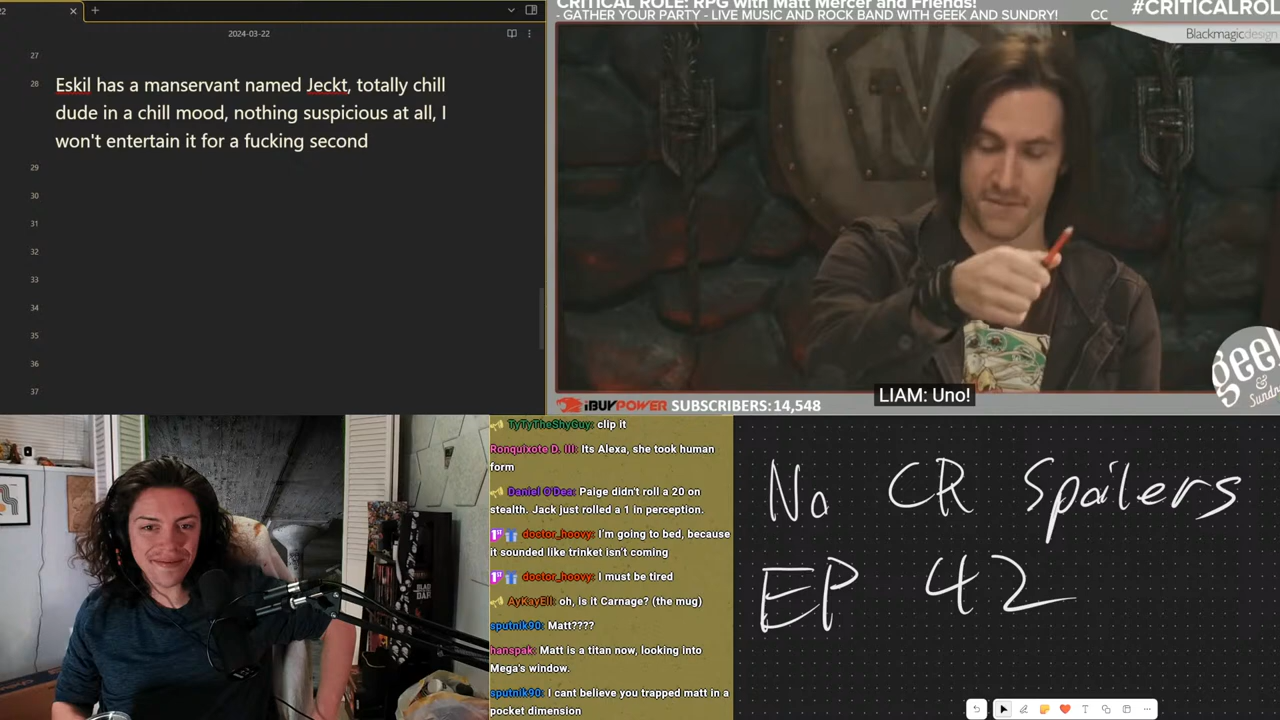 22
2024-03-22
27
28 Eskil has a manservant named Jeckt, totally chill
dude in a chill mood, nothing suspicious at all, I
won't entertain it for a fucking second
29
30
31
32
33
34
35
36
37
CRITICAL ROLE: RPG with Matt Mercer and Friends!
- GATHER YOUR PARTY - LIVE MUSIC AND ROCK BAND WITH GEEK AND SUNDRY! CC
#CRITICALROL
Blackmagicdesign
LIAM: Uno!
geek
&
Sundr
iBUYPOWER SUBSCRIBERS: 14,548
TyTyTheShyGuy: clip it
Ronquixote D. III: Its Alexa, she took human
form
Daniel O'Dea: Paige didn't roll a 20 on
stealth. Jack just rolled a 1 in perception.
doctor_hoovy: I'm going to bed, because
it sounded like trinket isn't coming
doctor_hoovy: I must be tired
AyKayEll: oh, is it Carnage? (the mug)
sputnik90: Matt????
hanspak: Matt is a titan now, looking into
Mega's window.
sputnik90: I cant believe you trapped matt in a
pocket dimension
No CR Spoilers
EP 42